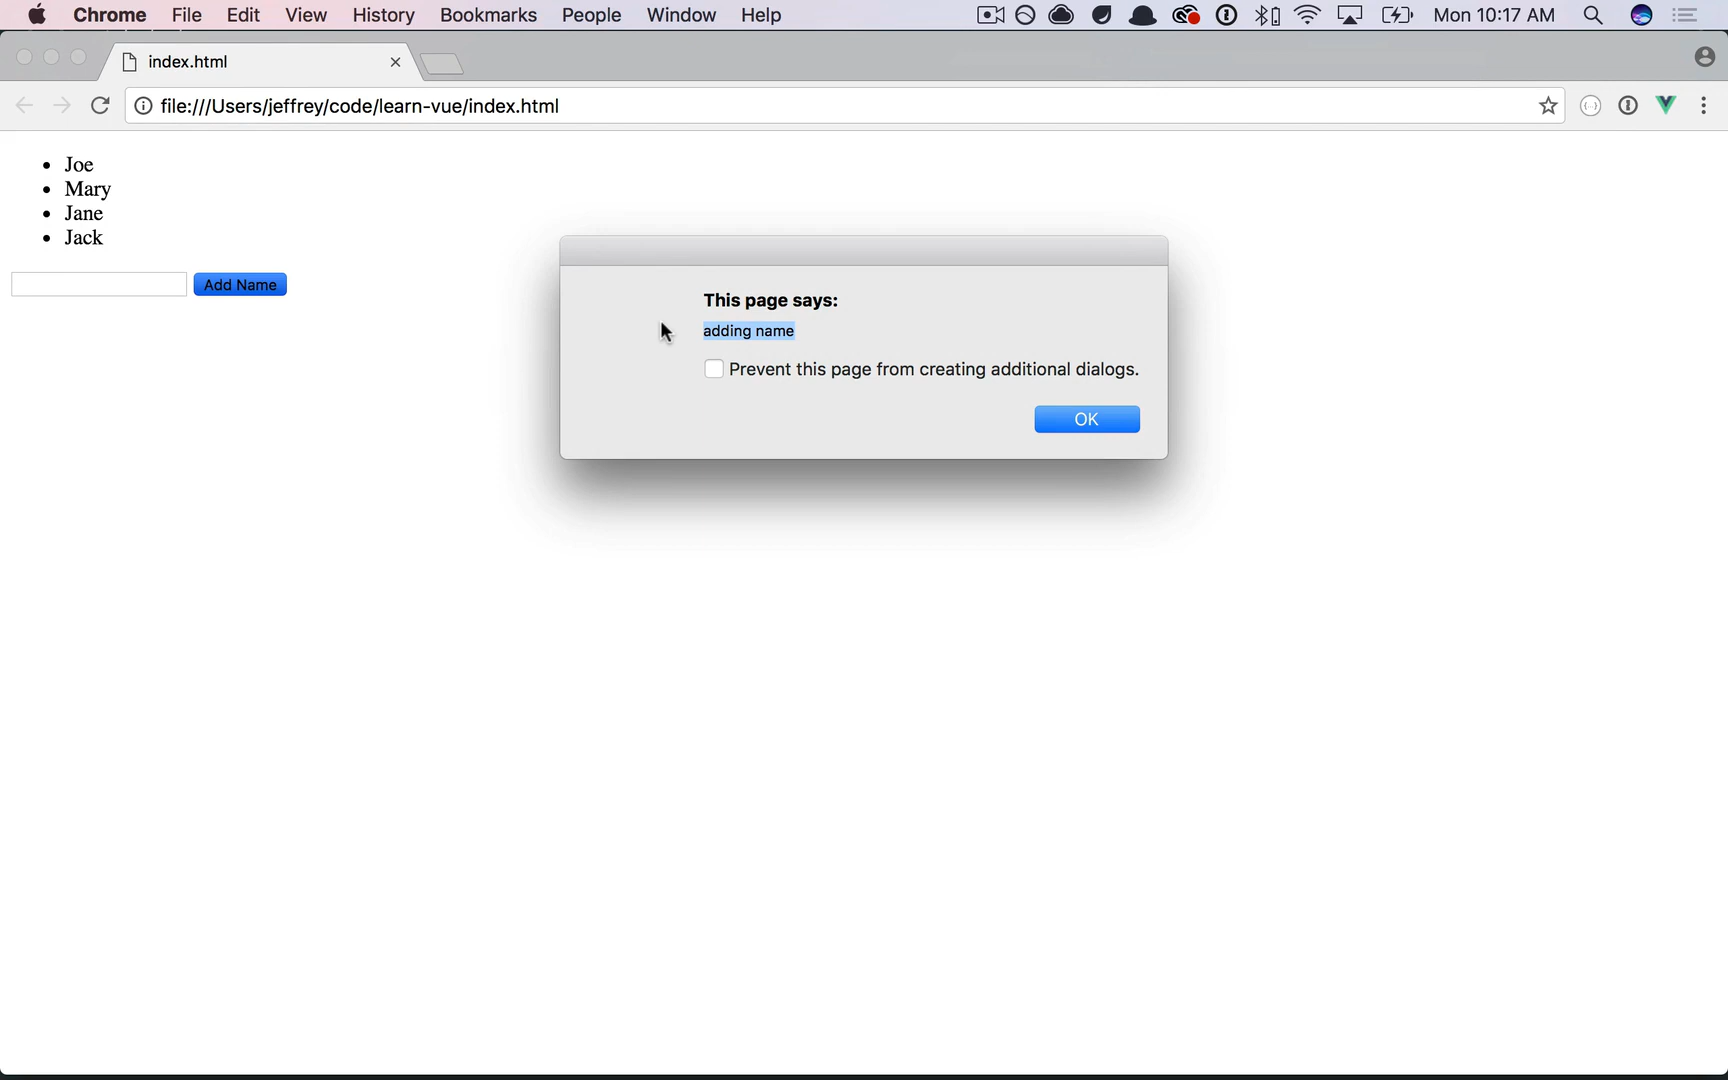 Chrome File Edit View History Bookmarks People Window Help Mon 10:17 AM
index.html
file:///Users/jeffrey/code/learn-vue/index.html
Joe
Mary
Jane
Jack
Add Name
This page says:
adding name
Prevent this page from creating additional dialogs.
OK